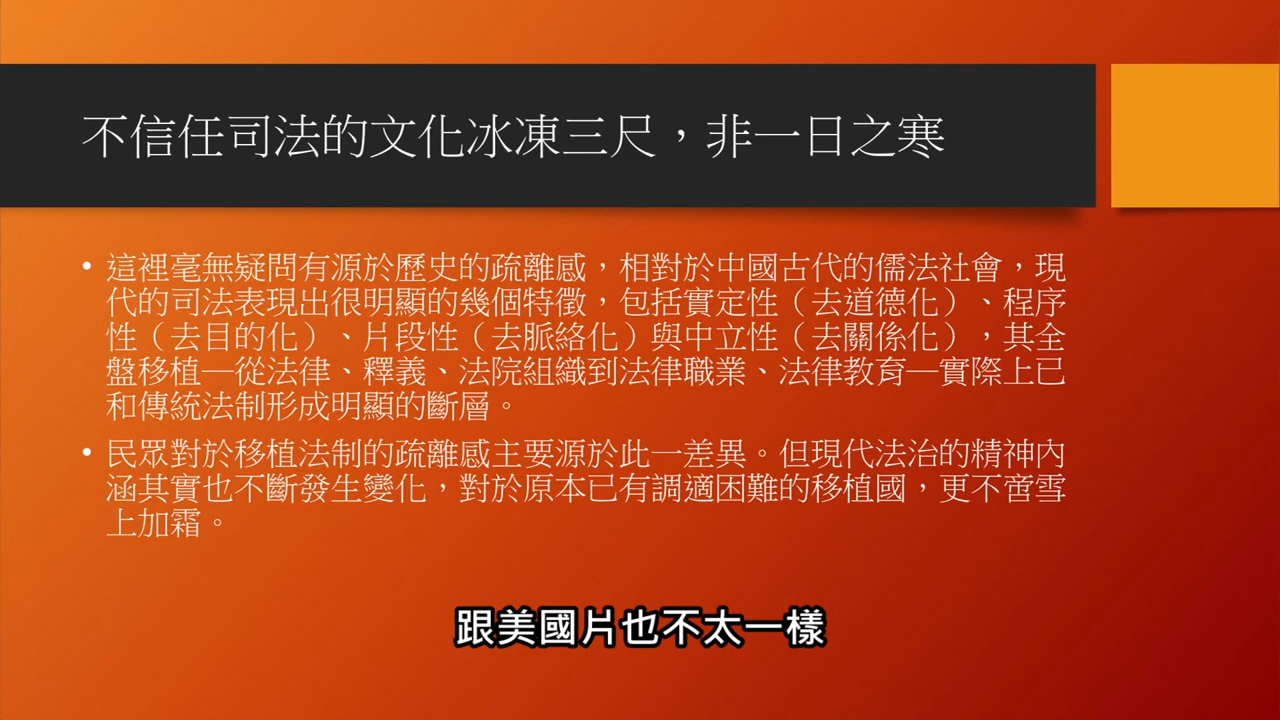 不信任司法的文化冰凍三尺，非一日之寒
• 這裡毫無疑問有源於歷史的疏離感，相對於中國古代的儒法社會，現
代的司法表現出很明顯的幾個特徵，包括實定性（去道德化）、程序
性（去目的化）、片段性（去脈絡化）與中立性（去關係化），其全
盤移植—從法律、釋義、法院組織到法律職業、法律教育—實際上已
和傳統法制形成明顯的斷層。
• 民眾對於移植法制的疏離感主要源於此一差異。但現代法治的精神內
涵其實也不斷發生變化，對於原本已有調適困難的移植國，更不啻雪
上加霜。
跟美國片也不太一樣